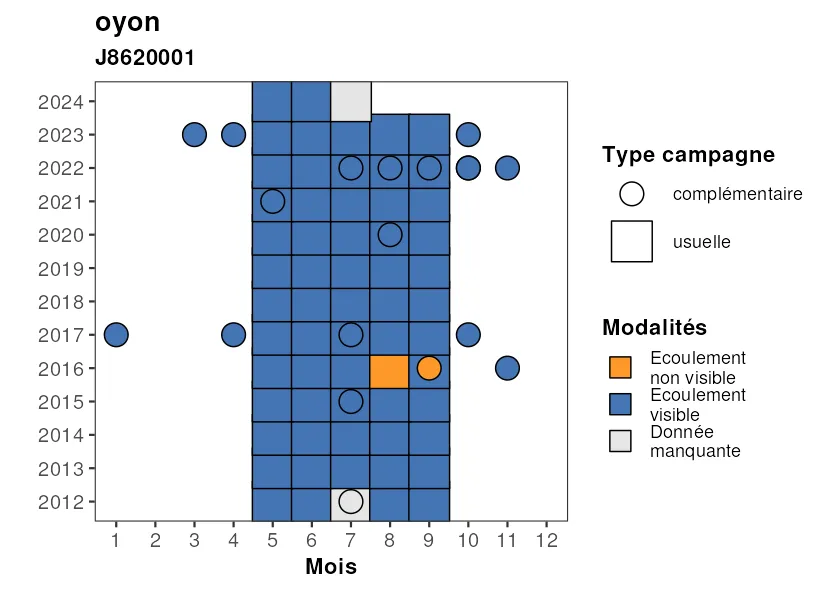 oyon
J8620001
2024
2023
2022
2021
2020
2019
2018
2017
2016
2015
2014
2013
2012
1 2 3 4 5 6 7 8 9 10 11 12
Mois
Type campagne
complémentaire
usuelle
Modalités
Ecoulement
non visible
Ecoulement
visible
Donnée
manquante